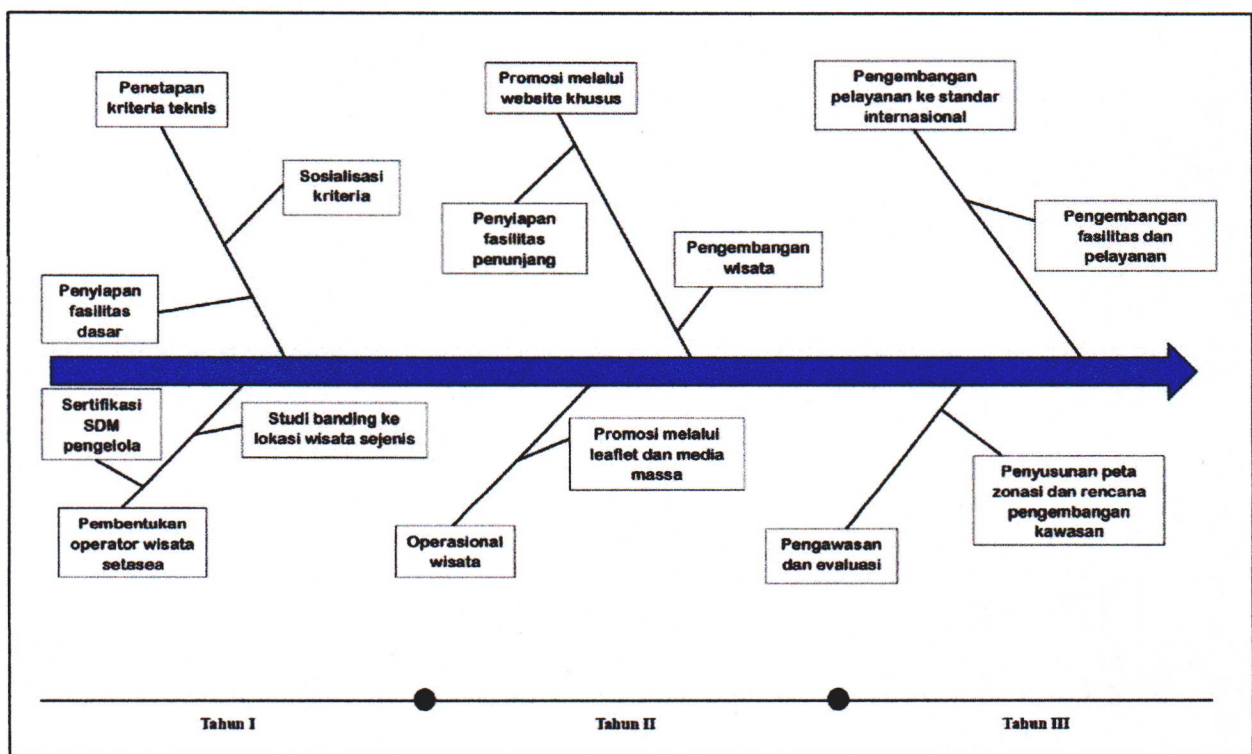 Penetapan
kriteria teknis
Sosialisasi
kriteria
Penyiapan
fasilitas
dasar
Promosi melalui
website khusus
Penyiapan
fasilitas
penunjang
Pengembangan
wisata
Pengembangan
pelayanan ke standar
internasional
Pengembangan
fasilitas dan
pelayanan
Sertifikasi
SDM
pengelola
Studi banding ke
lokasi wisata sejenis
Pembentukan
operator wisata
setasea
Promosi melalui
leaflet dan media
massa
Operasional
wisata
Penyusunan peta
zonasi dan rencana
pengembangan
kawasan
Pengawasan
dan evaluasi
Tahun I
Tahun II
Tahun III